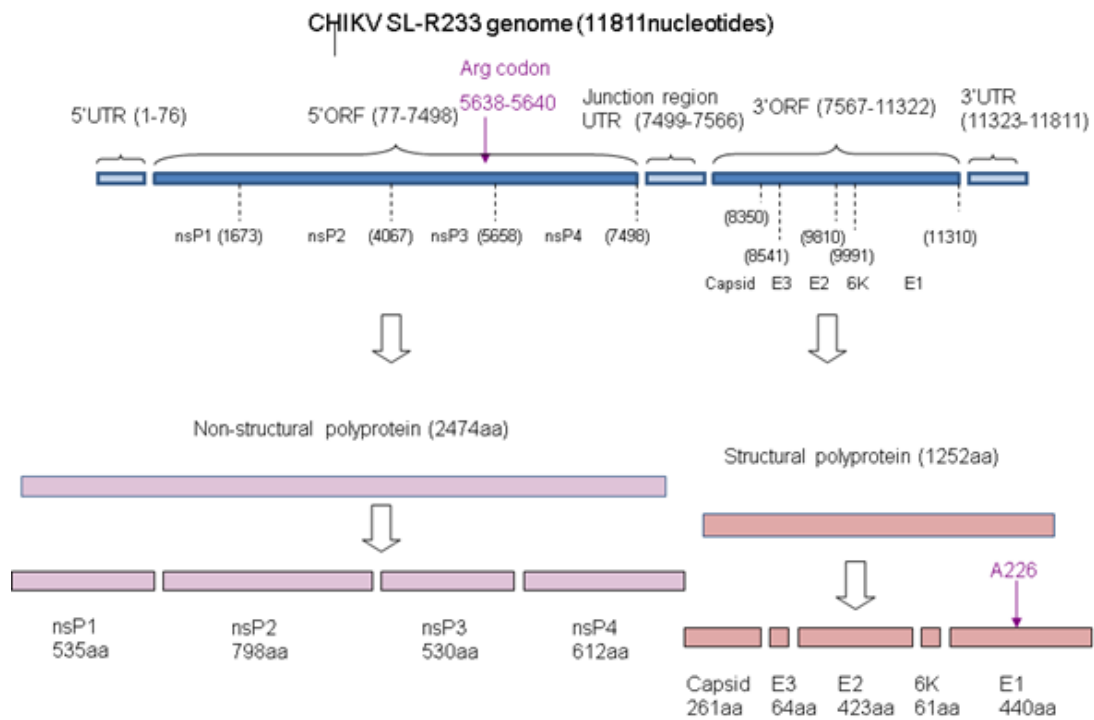 CHIKV SL-R233 genome (11811nucleotides)
Arg codon
5638-5640
5'UTR (1-76)
5'ORF (77-7498)
Junction region
UTR (7499-7566)
3'ORF (7567-11322)
3'UTR
(11323-11811)
nsP1 (1673)
nsP2
(4067)
nsP3
(5658)
nsP4
(7498)
(8350)
(8541)
(9810)
(9991)
(11310)
Capsid
E3
E2
6K
E1
Non-structural polyprotein (2474aa)
Structural polyprotein (1252aa)
A226
nsP1
535aa
nsP2
798aa
nsP3
530aa
nsP4
612aa
Capsid
261aa
E3
64aa
E2
423aa
6K
61aa
E1
440aa